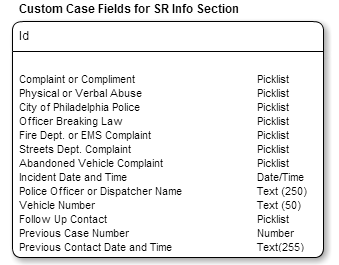 Custom Case Fields for SR Info Section
Id
Complaint or Compliment Picklist
Physical or Verbal Abuse Picklist
City of Philadelphia Police Picklist
Officer Breaking Law Picklist
Fire Dept. or EMS Complaint Picklist
Streets Dept. Complaint Picklist
Abandoned Vehicle Complaint Picklist
Incident Date and Time Date/Time
Police Officer or Dispatcher Name Text (250)
Vehicle Number Text (50)
Follow Up Contact Picklist
Previous Case Number Number
Previous Contact Date and Time Text(255)